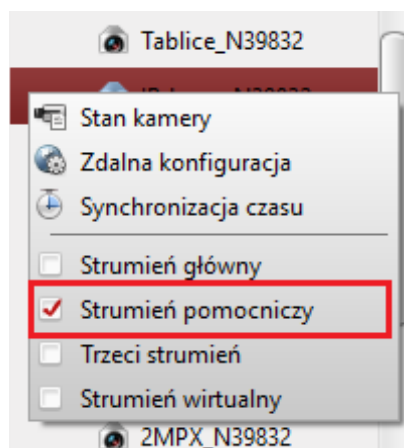 Tablice_N39832
Stan kamery
Zdalna konfiguracja
Synchronizacja czasu
Strumień główny
Strumień pomocniczy
Trzeci strumień
Strumień wirtualny
2MPX_N39832